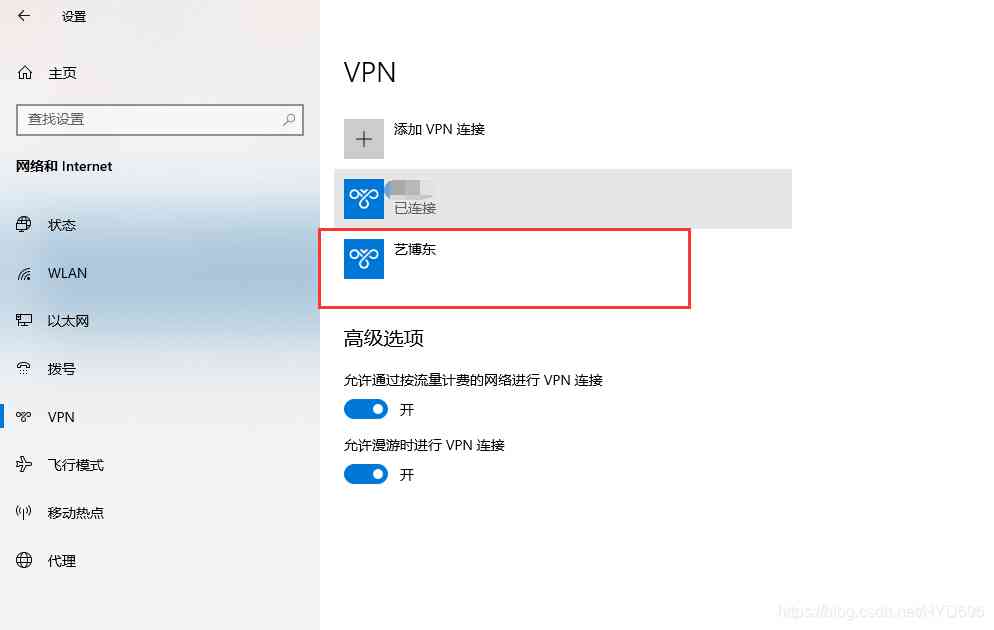 设置
主页
查找设置
网络和 Internet
状态
WLAN
以太网
拨号
VPN
飞行模式
移动热点
代理
VPN
添加 VPN 连接
已连接
艺博东
高级选项
允许通过按流量计费的网络进行 VPN 连接
开
允许漫游时进行 VPN 连接
开
https://blog.csdn.net/HYD696